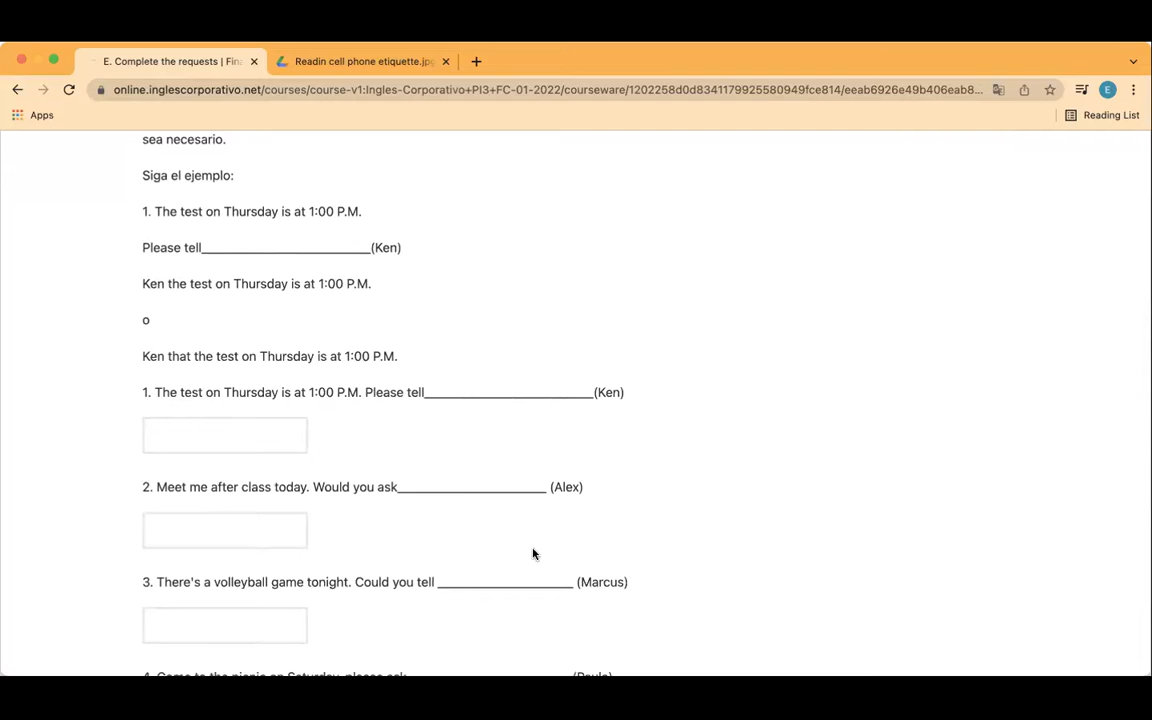 E. Complete the requests | Fin
Readin cell phone etiquette.jpg
online.inglescorporativo.net/courses/course-v1:Ingles-Corporativo+PI3+FC-01-2022/courseware/1202258d0d8341179925580949fce814/eeab6926e49b406eab8...
E
Apps
Reading List
sea necesario.
Siga el ejemplo:
1. The test on Thursday is at 1:00 P.M.
Please tell________________________(Ken)
Ken the test on Thursday is at 1:00 P.M.
o
Ken that the test on Thursday is at 1:00 P.M.
1. The test on Thursday is at 1:00 P.M. Please tell________________________(Ken)
2. Meet me after class today. Would you ask_____________________ (Alex)
3. There's a volleyball game tonight. Could you tell ___________________ (Marcus)